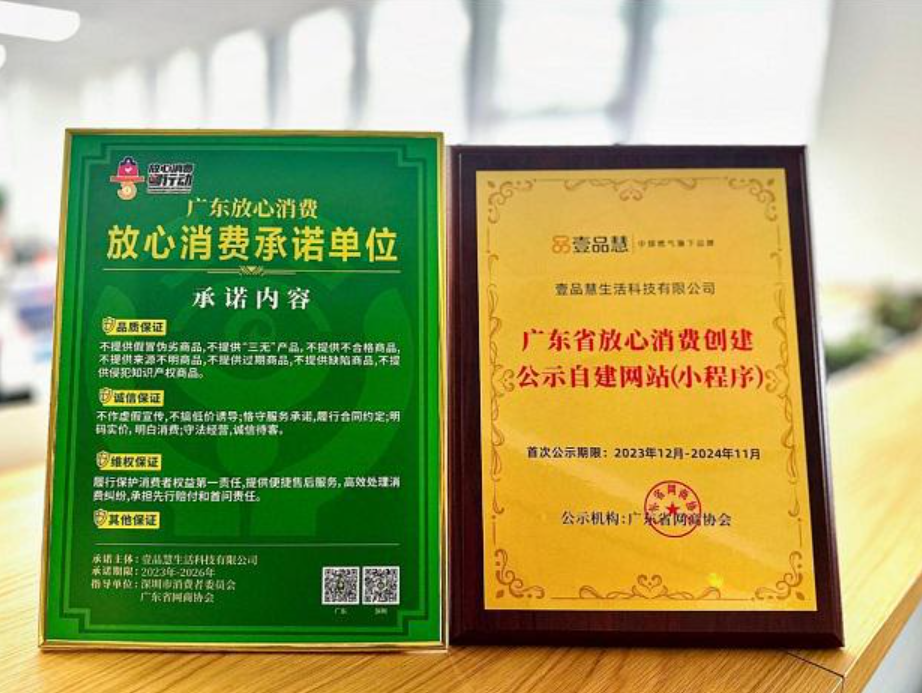 放心消费
行动
广东放心消费
放心消费承诺单位
承诺内容
品质保证
不提供假冒伪劣商品,不提供"三无"产品,不提供不合格商品,
不提供来源不明商品,不提供过期商品,不提供缺陷商品,不提
供侵犯知识产权商品。
诚信保证
不作虚假宣传,不搞低价诱导;恪守服务承诺,履行合同约定;明
码实价,明白消费;守法经营,诚信待客。
维权保证
履行保护消费者权益第一责任,提供便捷售后服务,高效处理消
费纠纷,承担先行赔付和首问责任。
其他保证
承诺主体:壹品慧生活科技有限公司
承诺期限:2023年-2026年
指导单位:深圳市消费者委员会
广东省网商协会
广东
深圳
壹品慧
中国燃气旗下品牌
壹品慧生活科技有限公司
广东省放心消费创建
公示自建网站(小程序)
首次公示期限:2023年12月-2024年11月
公示机构:广东省网商协会